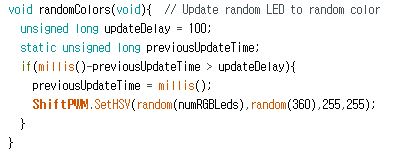 void randomColors(void){  // Update random LED to random color
  unsigned long updateDelay = 100;
  static unsigned long previousUpdateTime;
  if(millis()-previousUpdateTime > updateDelay){
    previousUpdateTime = millis();
    ShiftPWM.SetHSV(random(numRGBLeds),random(360),255,255);
  }
}